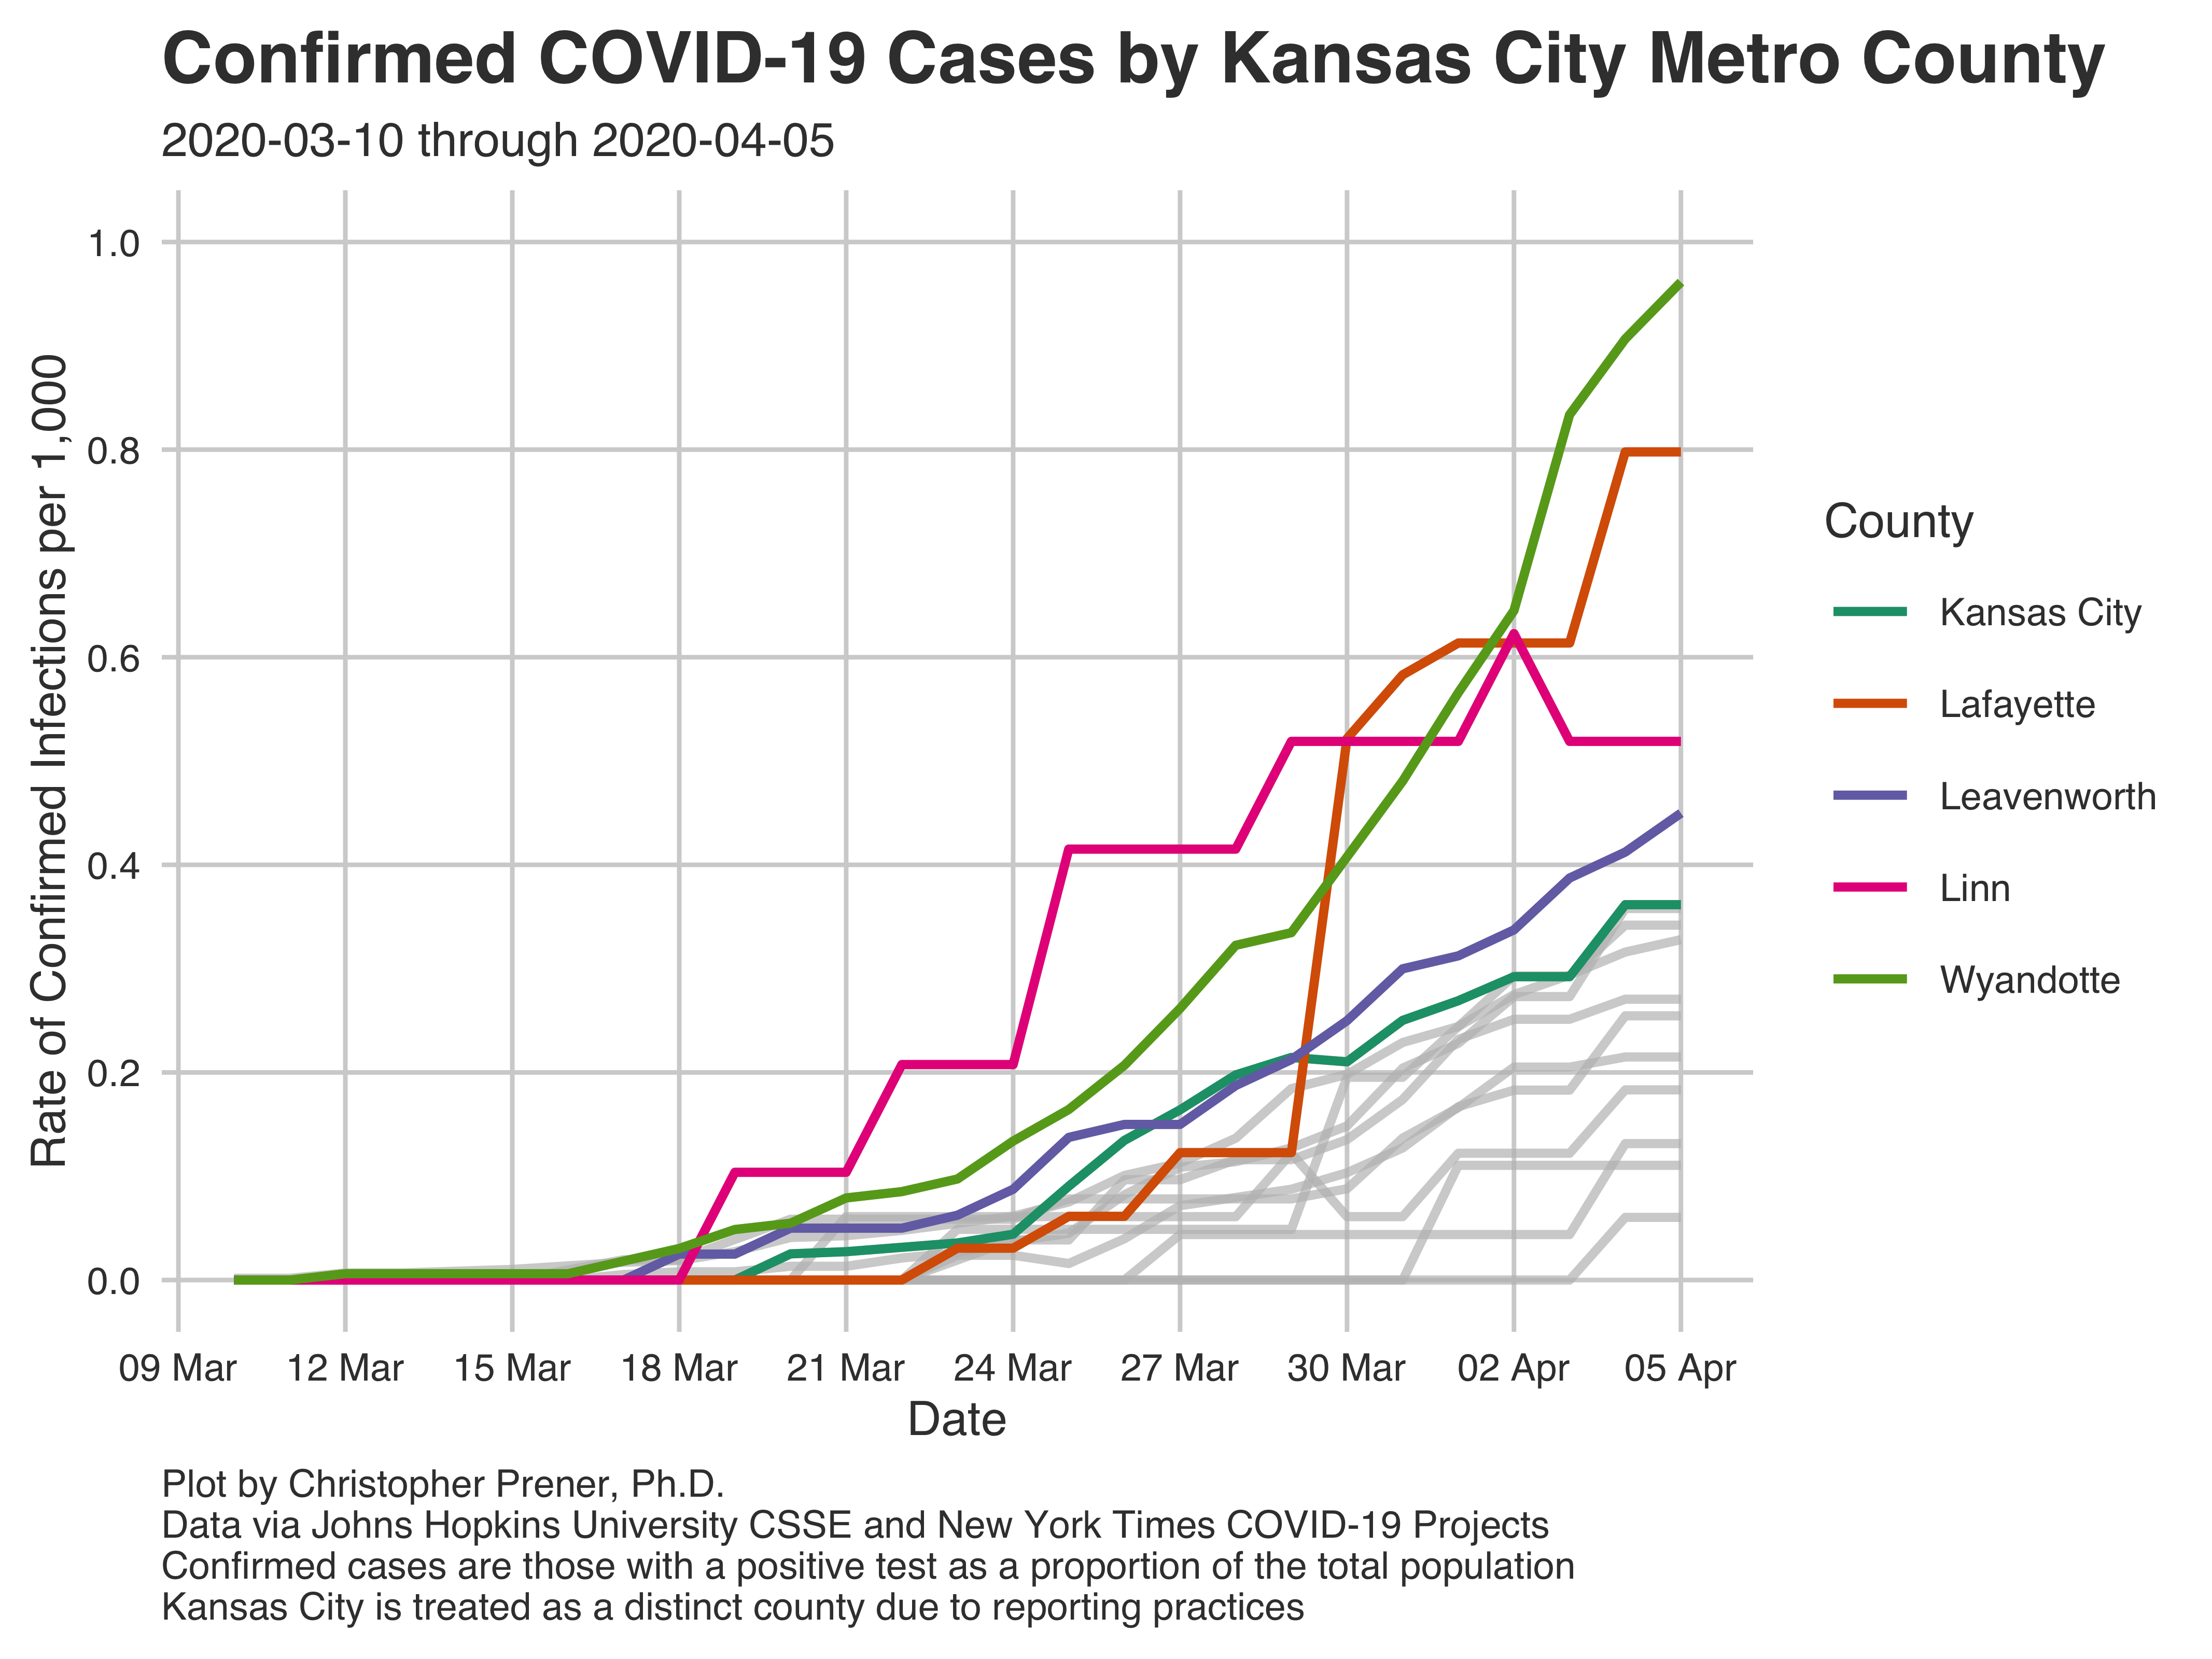 Confirmed COVID-19 Cases by Kansas City Metro County
2020-03-10 through 2020-04-05
Rate of Confirmed Infections per 1,000
1.0
0.8
0.6
0.4
0.2
0.0
09 Mar
12 Mar
15 Mar
18 Mar
21 Mar
24 Mar
27 Mar
30 Mar
02 Apr
05 Apr
Date
County
Kansas City
Lafayette
Leavenworth
Linn
Wyandotte
Plot by Christopher Prener, Ph.D.
Data via Johns Hopkins University CSSE and New York Times COVID-19 Projects
Confirmed cases are those with a positive test as a proportion of the total population
Kansas City is treated as a distinct county due to reporting practices